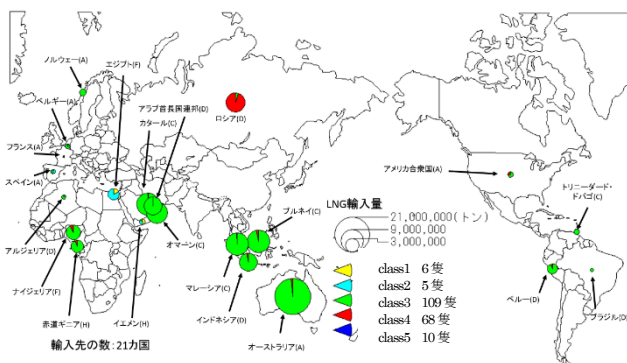 ノルウェー(A)
エジプト(F)
ベルギー(A)
アラブ首長国連邦(D)
カタール(C)
ロシア(D)
フランス(A)
スペイン(A)
アメリカ合衆国(A)
トリニダード・
ドバゴ(C)
LNG輸入量
21,000,000(トン)
9,000,000
3,000,000
ブルネイ(C)
オマーン(C)
アルジェリア(D)
マレーシア(C)
ナイジェリア(F)
インドネシア(D)
ペルー(D)
ブラジル(D)
赤道ギニア(H)
イエメン(H)
オーストラリア(A)
輸入先の数:21カ国
class1 6隻
class2 5隻
class3 109隻
class4 68隻
class5 10隻